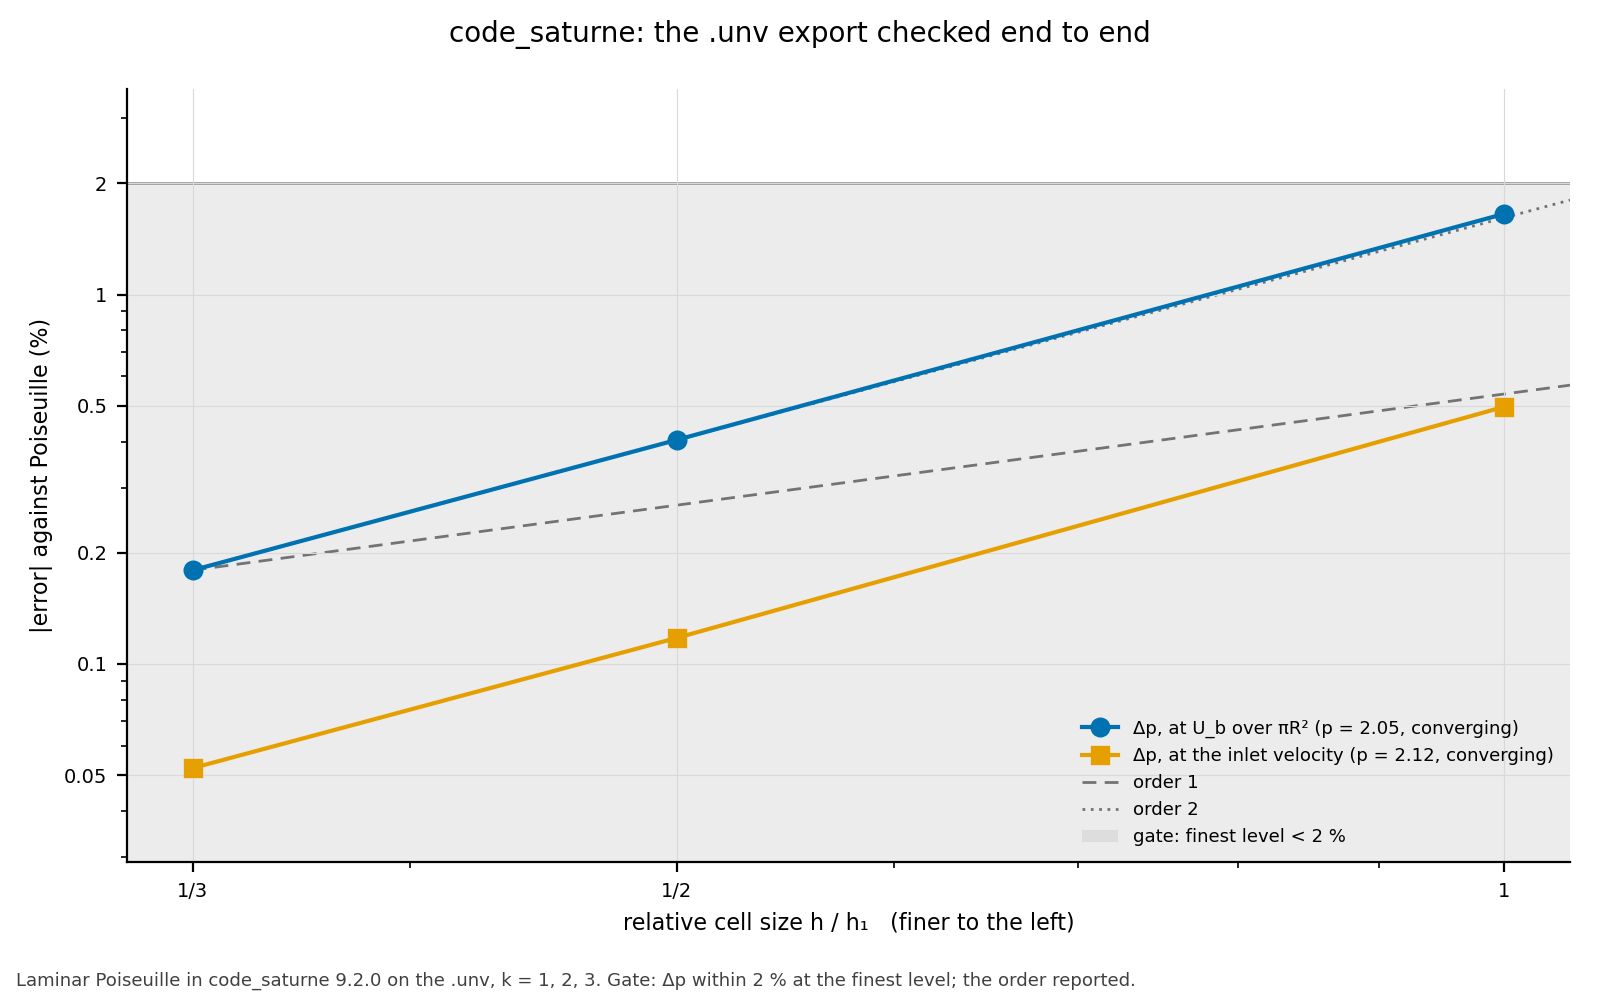 code_saturne: the .unv export checked end to end
|error| against Poiseuille (%)
2
1
0.5
0.2
0.1
0.05
Δp, at U_b over πR² (p = 2.05, converging)
Δp, at the inlet velocity (p = 2.12, converging)
order 1
order 2
gate: finest level < 2 %
1/3
1/2
1
relative cell size h / h₁   (finer to the left)
Laminar Poiseuille in code_saturne 9.2.0 on the .unv, k = 1, 2, 3. Gate: Δp within 2 % at the finest level; the order reported.